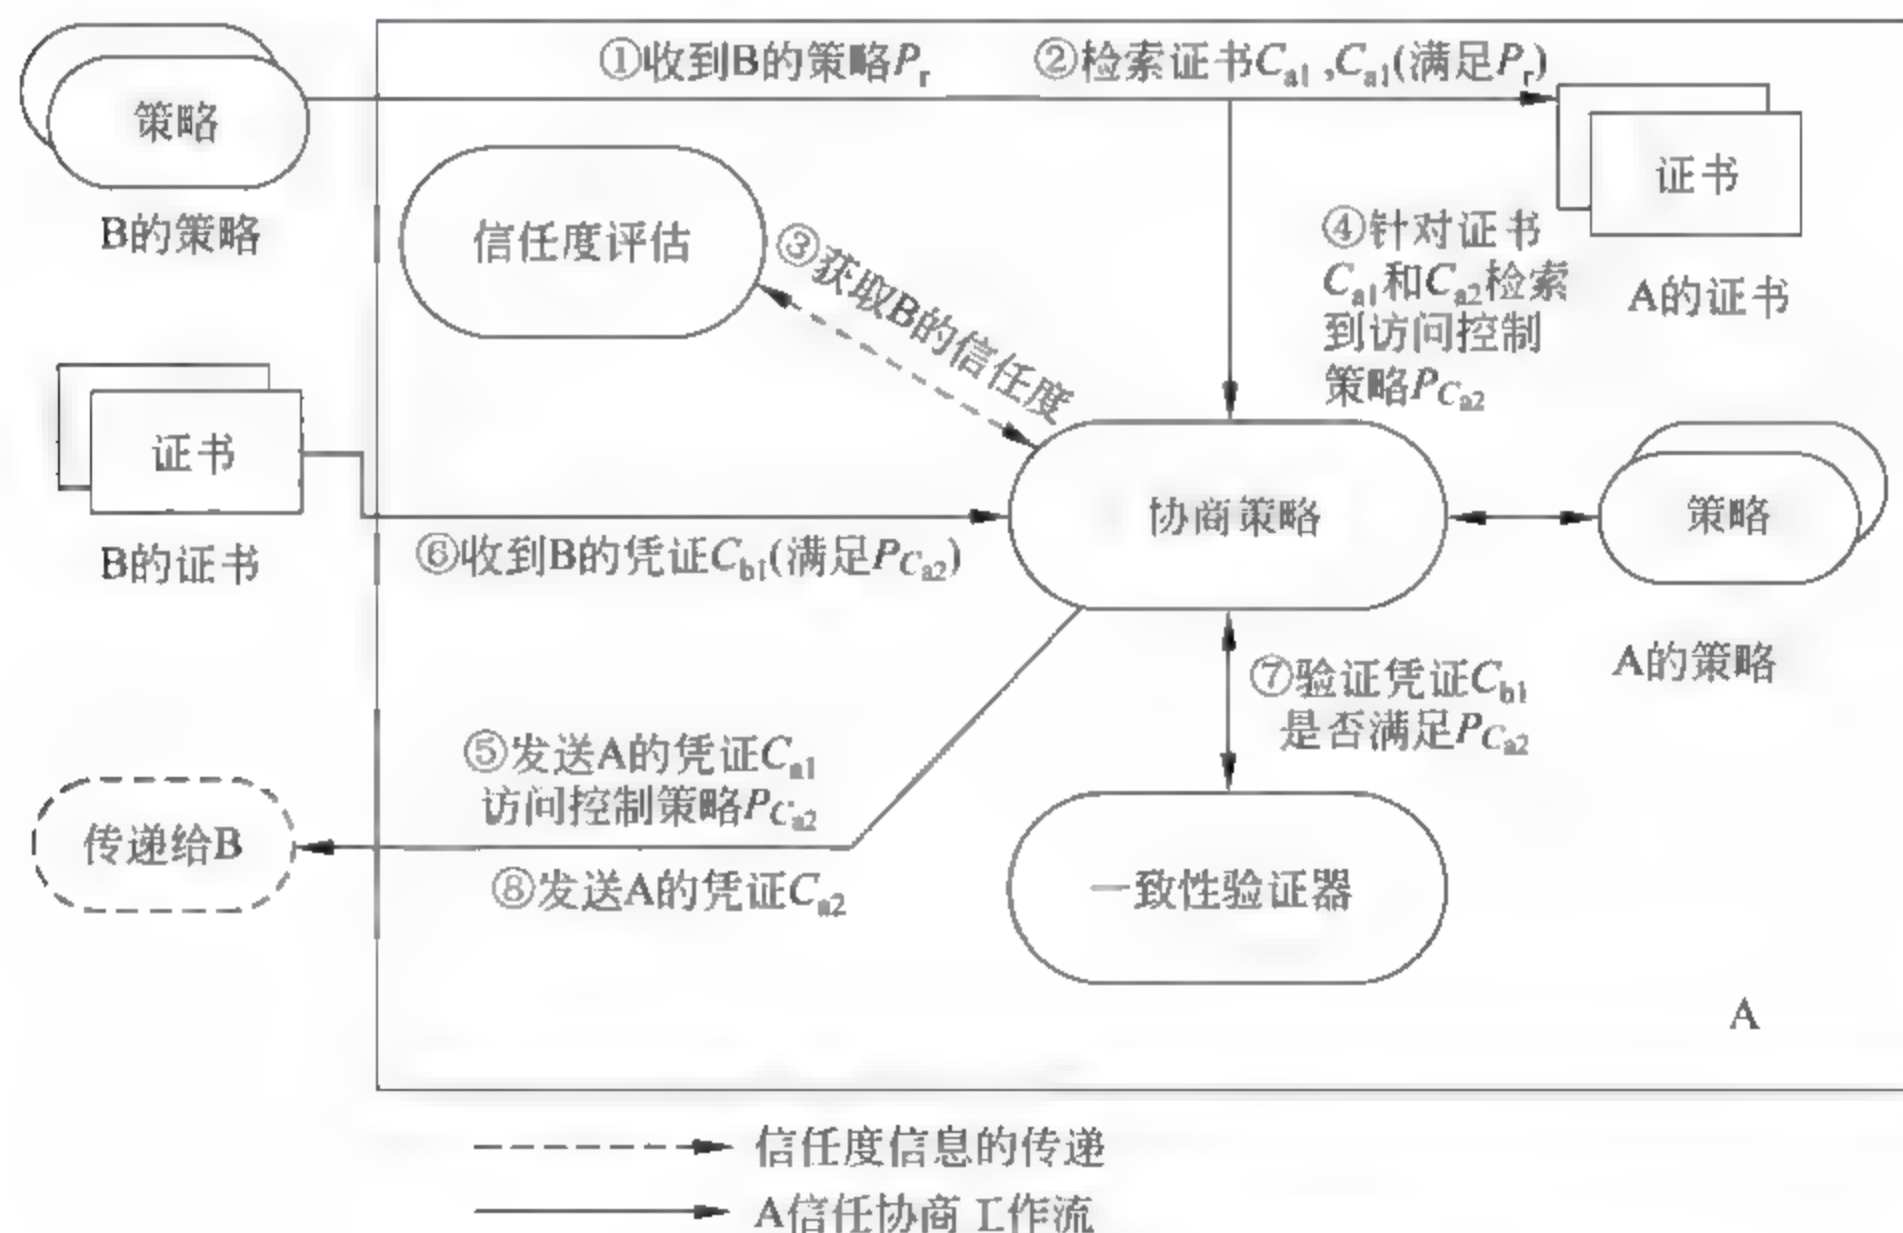 ①收到B的策略Pr
②检索证书Ca1,Ca1(满足Pr)
策略
B的策略
信任度评估
③获取B的信任度
④针对证书
Ca1和Ca2检索
到访问控制
策略PCa2
证书
A的证书
证书
B的证书
⑥收到B的凭证Cb1(满足PCa2)
协商策略
策略
A的策略
⑦验证凭证Cb1
是否满足PCa2
⑤发送A的凭证Ca1
访问控制策略PCa2
传递给B
⑧发送A的凭证Ca2
一致性验证器
A
信任度信息的传递
A信任协商工作流